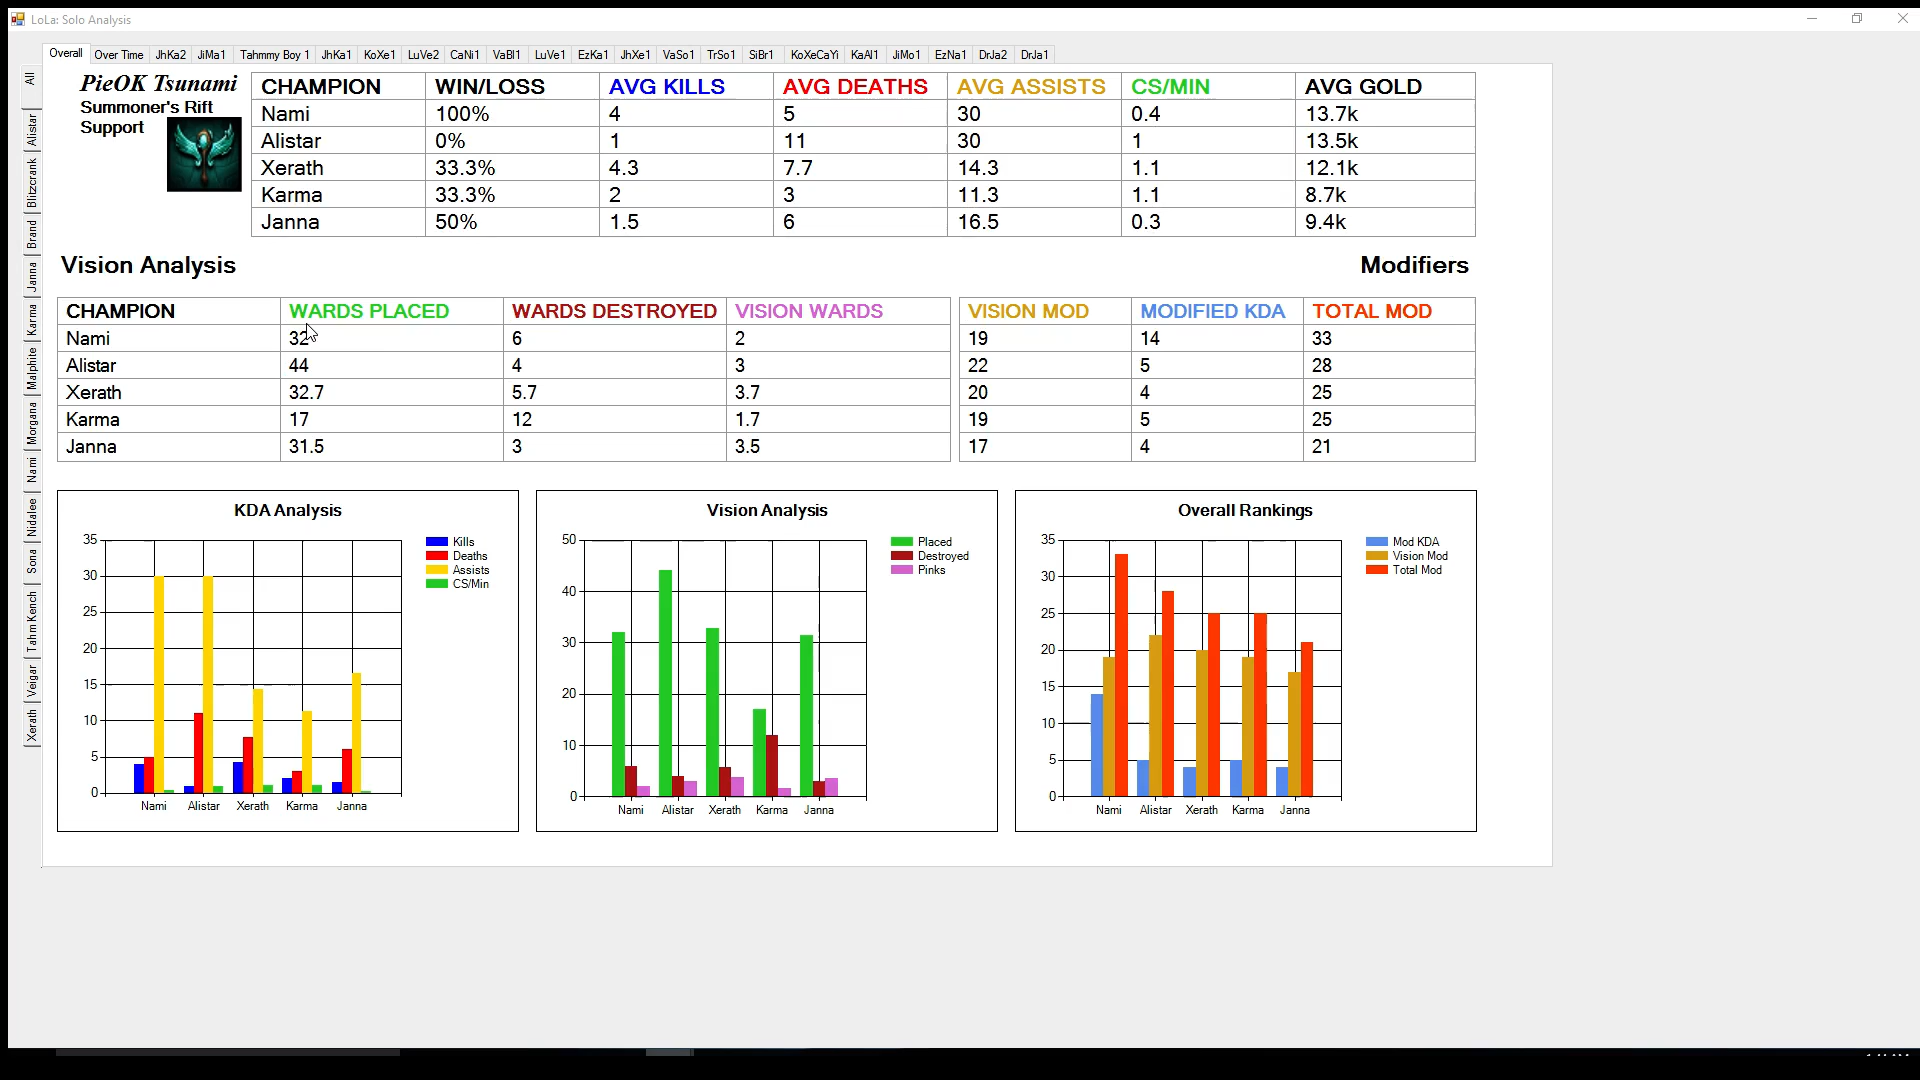 LoLa: Solo Analysis
Overall Over Time JhKa2 JiMa1 Tahmmy Boy 1 JhKa1 KoXe1 LuVe2 CaNi1 VaBl1 LuVe1 EzKa1 JhXe1 VaSo1 TrSo1 SiBr1 KoXeCaYi KaAl1 JiMo1 EzNa1 DrJa2 DrJa1
All
Alistar
Blitzcrank
Brand
Janna
Karma
Malphite
Morgana
Nami
Nidalee
Sona
Tahm Kench
Veigar
Xerath
PieOK Tsunami
Summoner's Rift
Support
CHAMPION WIN/LOSS AVG KILLS AVG DEATHS AVG ASSISTS CS/MIN AVG GOLD
Nami 100% 4 5 30 0.4 13.7k
Alistar 0% 1 11 30 1 13.5k
Xerath 33.3% 4.3 7.7 14.3 1.1 12.1k
Karma 33.3% 2 3 11.3 1.1 8.7k
Janna 50% 1.5 6 16.5 0.3 9.4k
Vision Analysis Modifiers
CHAMPION WARDS PLACED WARDS DESTROYED VISION WARDS VISION MOD MODIFIED KDA TOTAL MOD
Nami 32 6 2 19 14 33
Alistar 44 4 3 22 5 28
Xerath 32.7 5.7 3.7 20 4 25
Karma 17 12 1.7 19 5 25
Janna 31.5 3 3.5 17 4 21
KDA Analysis
35
30
25
20
15
10
5
0
Nami Alistar Xerath Karma Janna
Kills
Deaths
Assists
CS/Min
Vision Analysis
50
40
30
20
10
0
Nami Alistar Xerath Karma Janna
Placed
Destroyed
Pinks
Overall Rankings
35
30
25
20
15
10
5
0
Nami Alistar Xerath Karma Janna
Mod KDA
Vision Mod
Total Mod